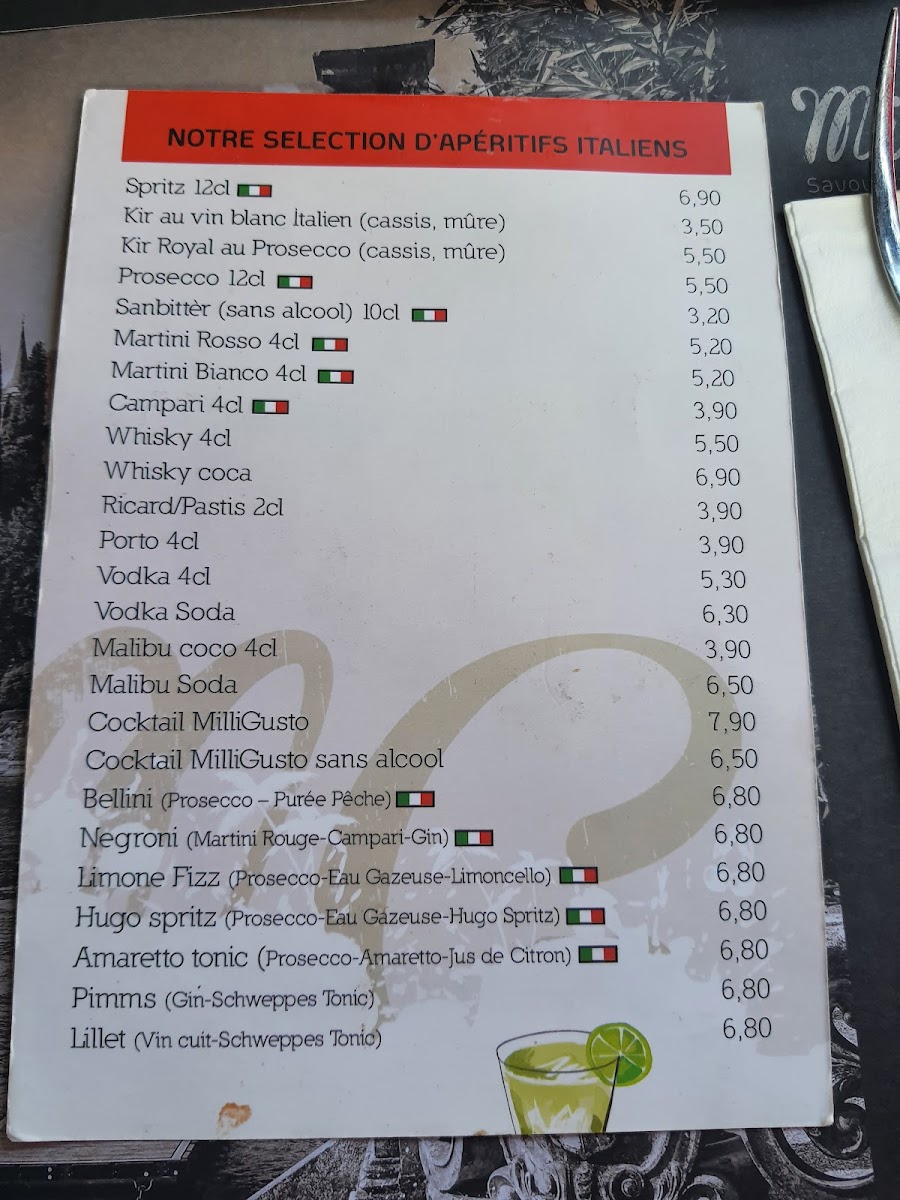 NOTRE SELECTION D'APÉRITIFS ITALIENS
Spritz 12cl 6,90
Kir au vin blanc İtalien (cassis, mûre) 3,50
Kir Royal au Prosecco (cassis, mûre) 5,50
Prosecco 12cl 5,50
Sanbittèr (sans alcool) 10cl 3,20
Martini Rosso 4cl 5,20
Martini Bianco 4cl 5,20
Campari 4cl 3,90
Whisky 4cl 5,50
Whisky coca 6,90
Ricard/Pastis 2cl 3,90
Porto 4cl 3,90
Vodka 4cl 5,30
Vodka Soda 6,30
Malibu coco 4cl 3,90
Malibu Soda 6,50
Cocktail MilliGusto 7,90
Cocktail MilliGusto sans alcool 6,50
Bellini (Prosecco – Purée Pêche) 6,80
Negroni (Martini Rouge-Campari-Gin) 6,80
Limone Fizz (Prosecco-Eau Gazeuse-Limoncello) 6,80
Hugo spritz (Prosecco-Eau Gazeuse-Hugo Spritz) 6,80
Amaretto tonic (Prosecco-Amaretto-Jus de Citron) 6,80
Pimms (Gin-Schweppes Tonic) 6,80
Lillet (Vin cuit-Schweppes Tonic) 6,80